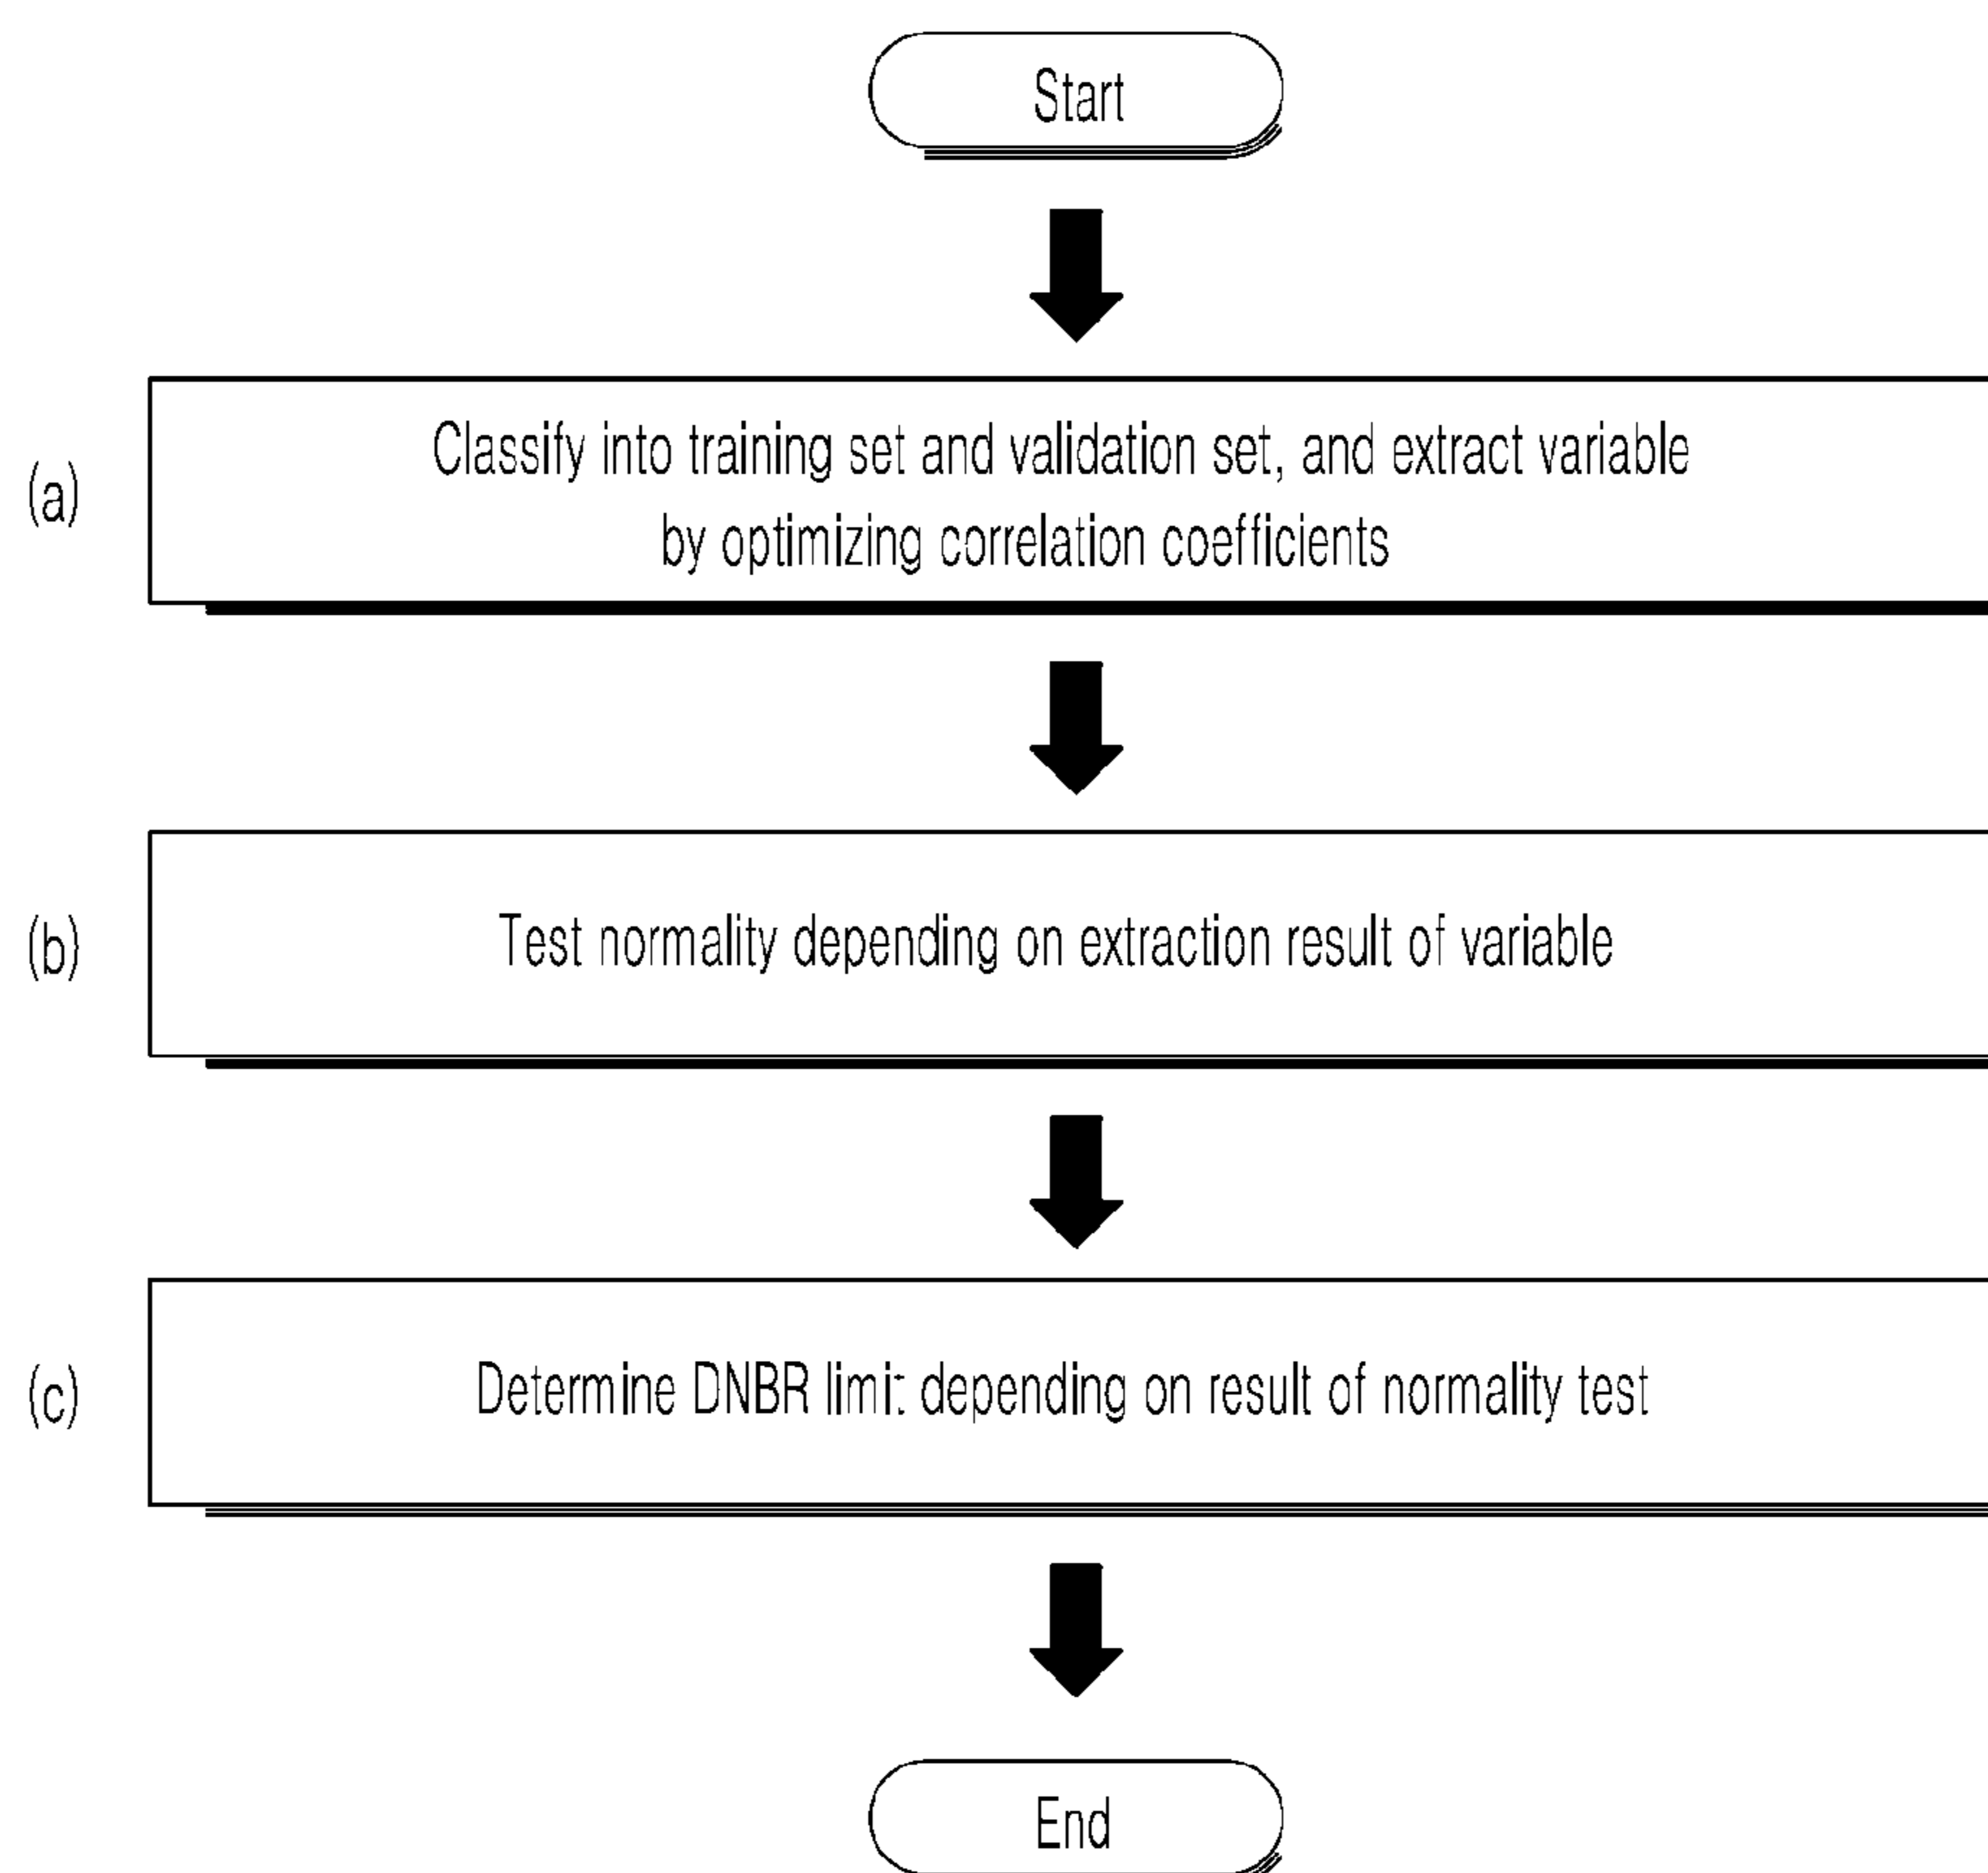 Start
(a)
Classify into training set and validation set, and extract variable
by optimizing correlation coefficients
(b)
Test normality depending on extraction result of variable
(c)
Determine DNBR limit depending on result of normality test
End